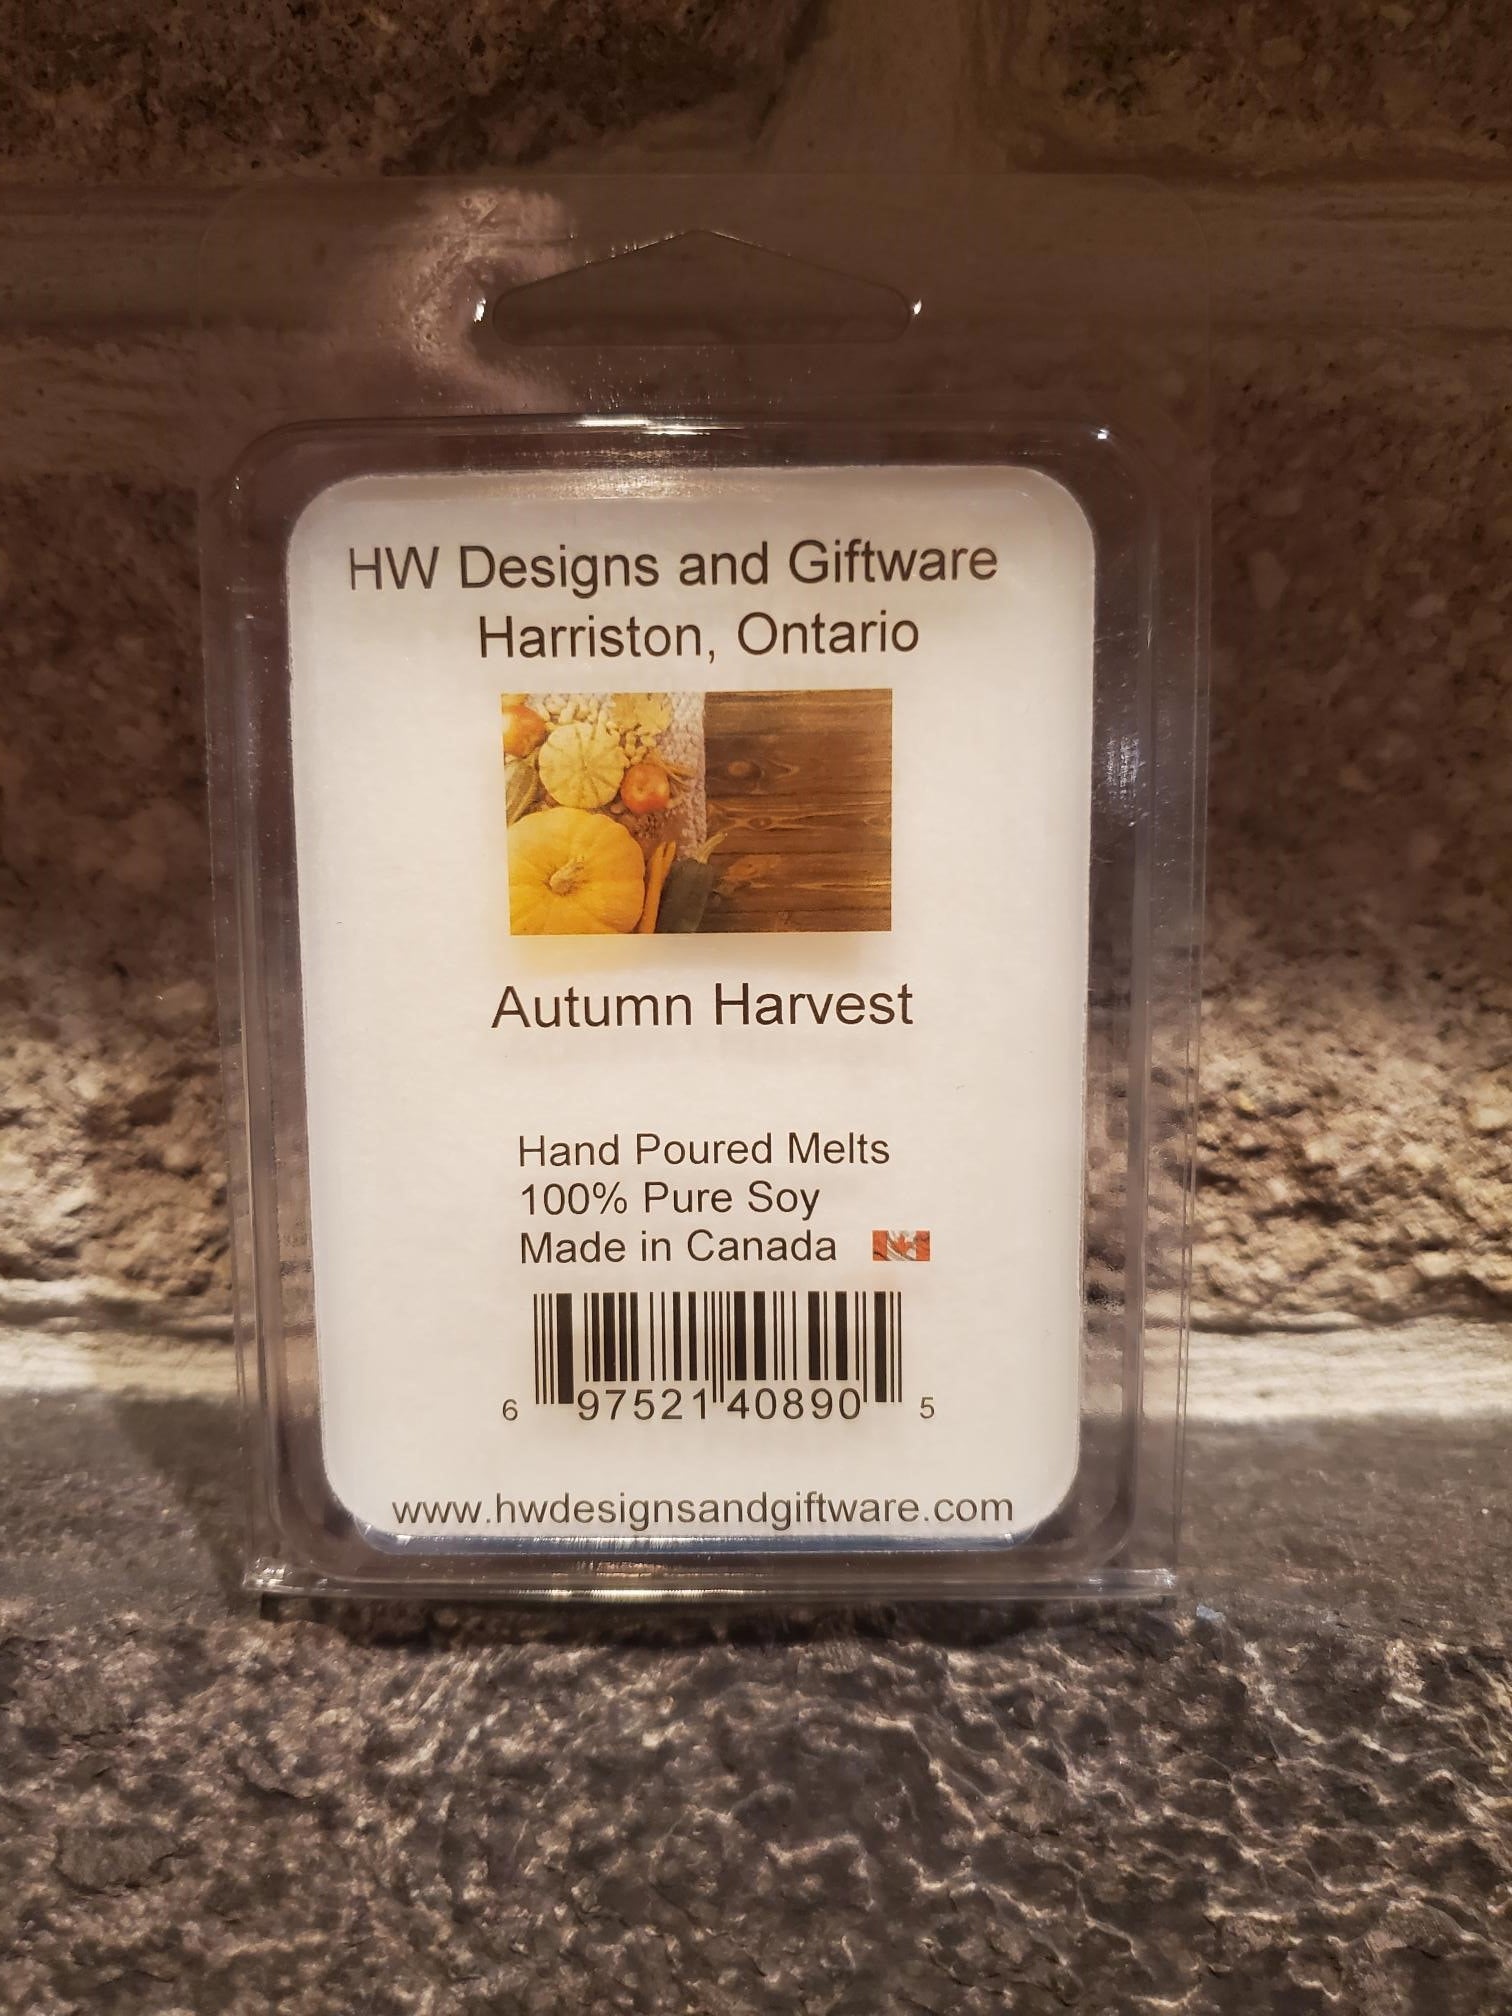 HW Designs and Giftware
Harriston, Ontario
Autumn Harvest
Hand Poured Melts
100% Pure Soy
Made in Canada
6 97521 40890 5
www.hwdesignsandgiftware.com